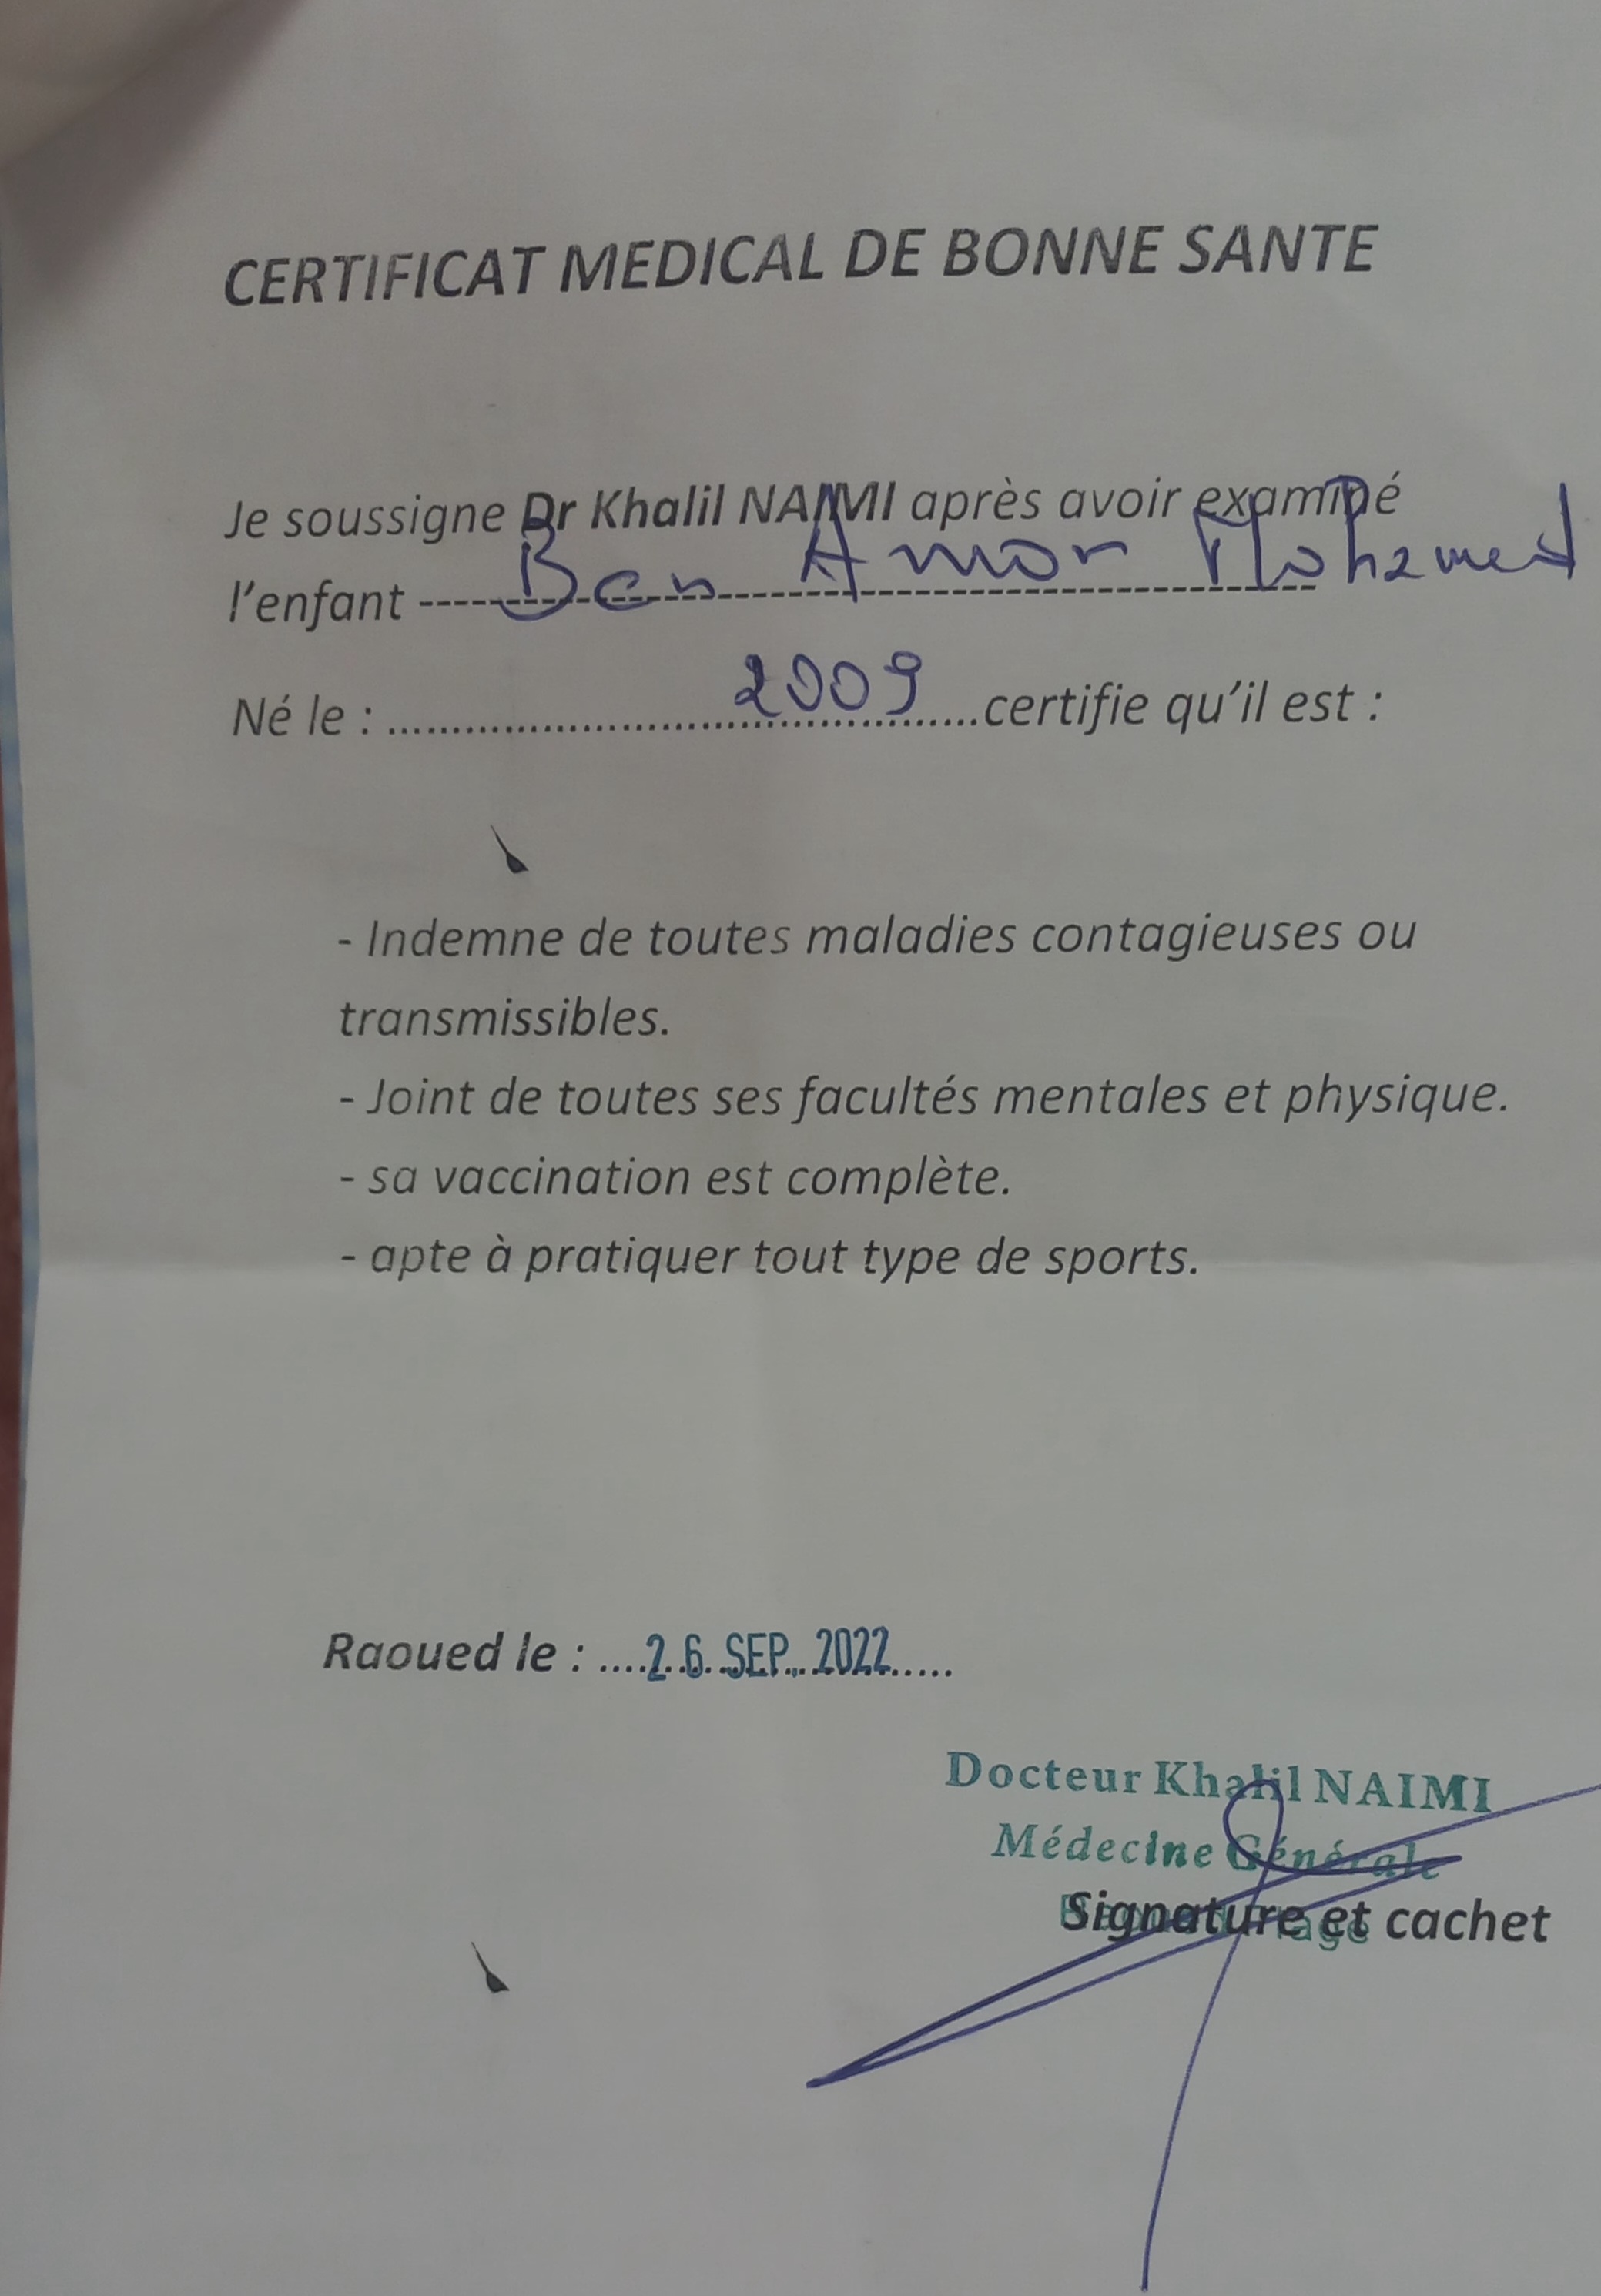 CERTIFICAT MEDICAL DE BONNE SANTE
Je soussigne Dr Khalil NAIMI après avoir examiné
l'enfant ---------- Ben Amor Mohamed
Né le : .................... 2009 ....certifie qu'il est :
- Indemne de toutes maladies contagieuses ou
transmissibles.
- Joint de toutes ses facultés mentales et physique.
- sa vaccination est complète.
- apte à pratiquer tout type de sports.
Raoued le : ....26 SEP. 2022.....
Docteur Khalil NAIMI
Médecine Générale
Signature et cachet